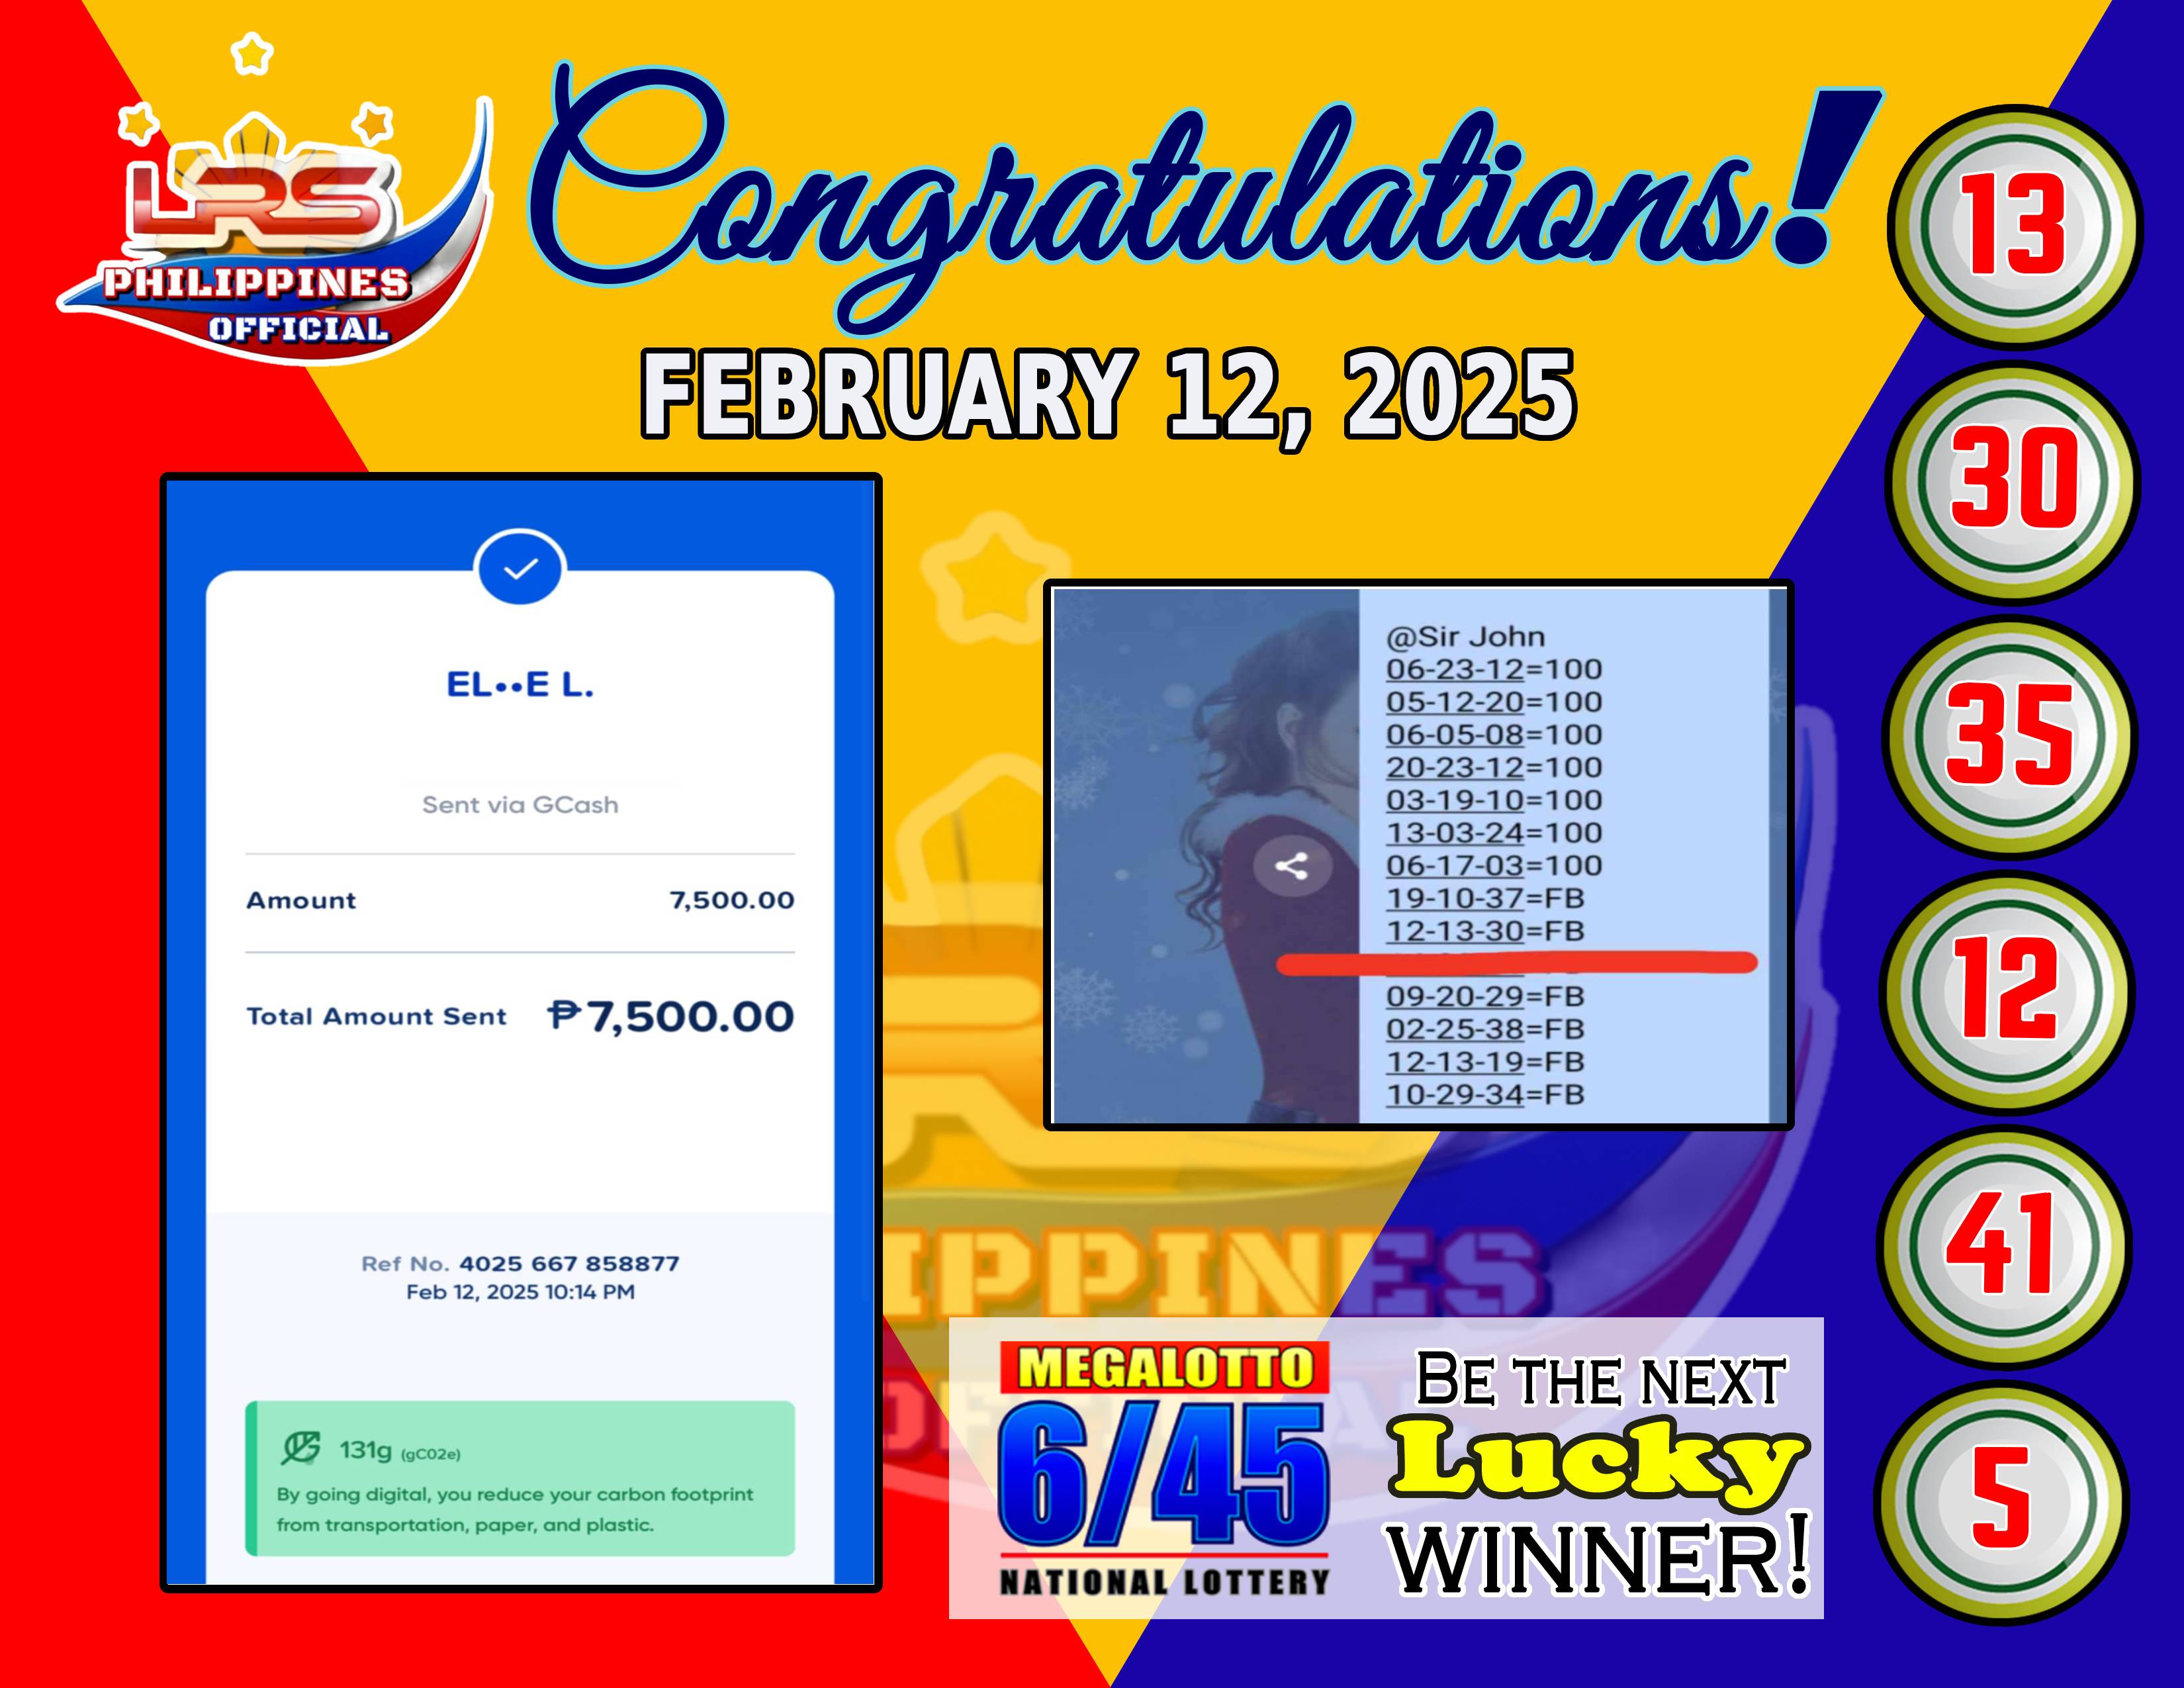 LRS
PHILIPPINES
OFFICIAL
Congratulations!
FEBRUARY 12, 2025
EL••E L.
Sent via GCash
Amount 7,500.00
Total Amount Sent ₱7,500.00
Ref No. 4025 667 858877
Feb 12, 2025 10:14 PM
131g (gC02e)
By going digital, you reduce your carbon footprint
from transportation, paper, and plastic.
@Sir John
06-23-12=100
05-12-20=100
06-05-08=100
20-23-12=100
03-19-10=100
13-03-24=100
06-17-03=100
19-10-37=FB
12-13-30=FB
09-20-29=FB
02-25-38=FB
12-13-19=FB
10-29-34=FB
MEGALOTTO
6/45
NATIONAL LOTTERY
BE THE NEXT
Lucky
WINNER!
13
30
35
12
41
5